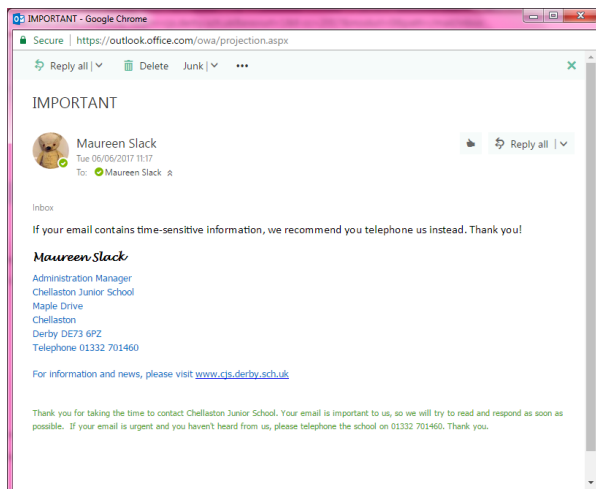 IMPORTANT - Google Chrome
Secure | https://outlook.office.com/owa/projection.aspx
Reply all | Delete Junk | •••
IMPORTANT
Maureen Slack
Tue 06/06/2017 11:17
To: Maureen Slack
Reply all |
Inbox
If your email contains time-sensitive information, we recommend you telephone us instead. Thank you!
Maureen Slack
Administration Manager
Chellaston Junior School
Maple Drive
Chellaston
Derby DE73 6PZ
Telephone 01332 701460
For information and news, please visit www.cjs.derby.sch.uk
Thank you for taking the time to contact Chellaston Junior School. Your email is important to us, so we will try to read and respond as soon as
possible. If your email is urgent and you haven't heard from us, please telephone the school on 01332 701460. Thank you.